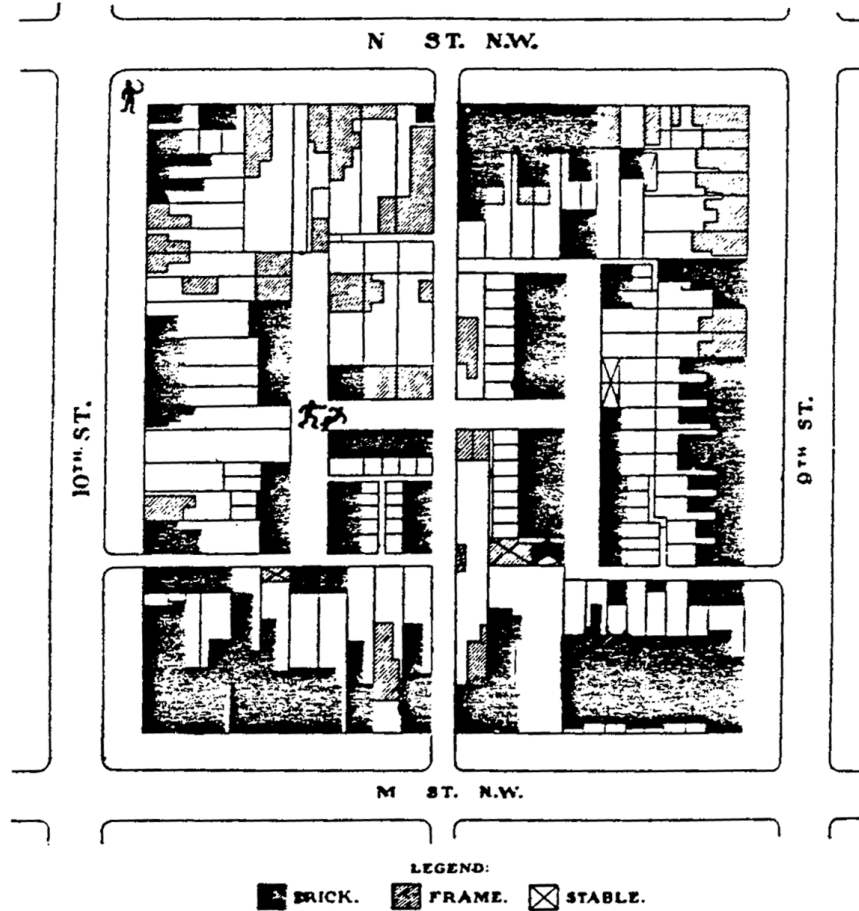 N ST. N.W.
10TH. ST.
9TH ST.
M ST. N.W.
LEGEND:
BRICK. FRAME. STABLE.